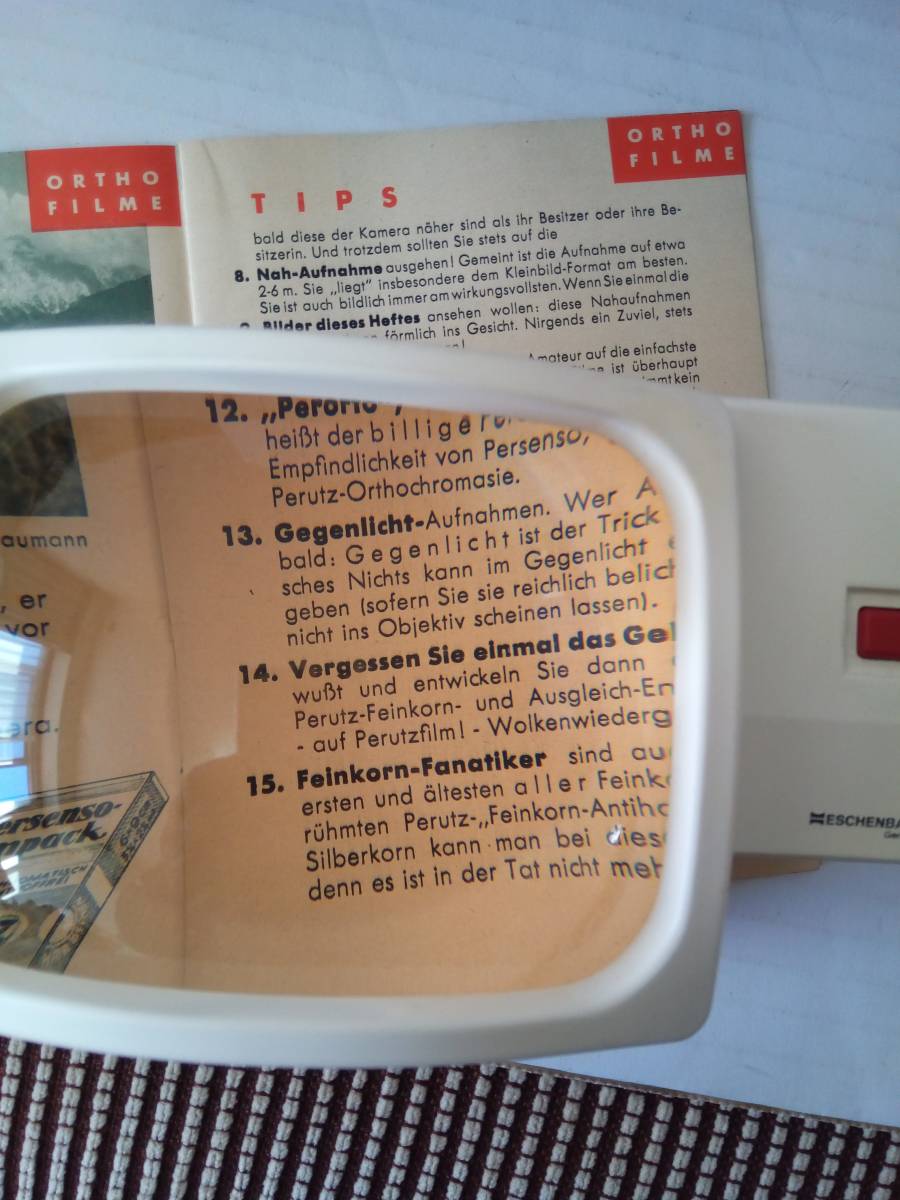 ORTHO
FILME
ORTHO
FILME
TIPS
bald diese der Kamera näher sind als ihr Besitzer oder ihre Be-
sitzerin. Und trotzdem sollten Sie stets auf die
8. Nah-Aufnahme ausgehen! Gemeint ist die Aufnahme auf etwa
2-6 m. Sie „liegt" insbesondere dem Kleinbild-Format am besten.
Sie ist auch bildlich immer am wirkungsvollsten. Wenn Sie einmal die
Bilder dieses Heftes ansehen wollen: diese Nahaufnahmen
förmlich ins Gesicht. Nirgends ein Zuviel, stets
Amateur auf die einfachste
ist überhaupt
kein
12. „Perorto",
heißt der billigere
Empfindlichkeit von Persenso,
Perutz-Orthochromasie.
13. Gegenlicht-Aufnahmen. Wer
bald: Gegenlicht ist der Trick
sches Nichts kann im Gegenlicht
geben (sofern Sie sie reichlich belich
nicht ins Objektiv scheinen lassen).
14. Vergessen Sie einmal das Gel
wußt und entwickeln Sie dann
Perutz-Feinkorn- und Ausgleich-En
- auf Perutzfilm! - Wolkenwiederg
15. Feinkorn-Fanatiker sind au
ersten und ältesten aller Feink
rühmten Perutz-„Feinkorn-Antiho
Silberkorn kann man bei dies
denn es ist in der Tat nicht meh
aumann
, er
vor
era.
ersenso-
npack
ESCHENBA
Ger